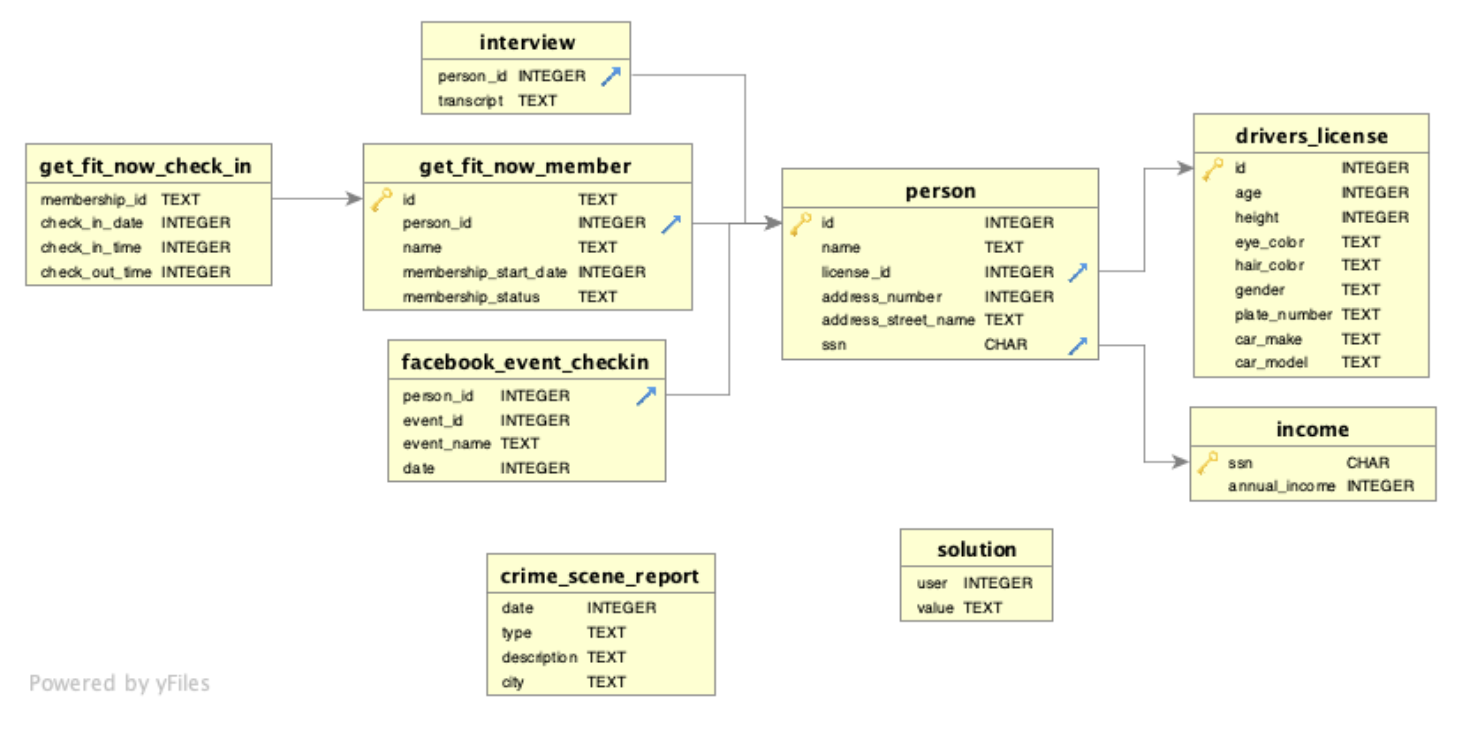 interview
person_id INTEGER
transcript TEXT
get_fit_now_check_in
membership_id TEXT
check_in_date INTEGER
check_in_time INTEGER
check_out_time INTEGER
get_fit_now_member
id TEXT
person_id INTEGER
name TEXT
membership_start_date INTEGER
membership_status TEXT
facebook_event_checkin
person_id INTEGER
event_id INTEGER
event_name TEXT
date INTEGER
person
id INTEGER
name TEXT
license_id INTEGER
address_number INTEGER
address_street_name TEXT
ssn CHAR
drivers_license
id INTEGER
age INTEGER
height INTEGER
eye_color TEXT
hair_color TEXT
gender TEXT
plate_number TEXT
car_make TEXT
car_model TEXT
income
ssn CHAR
annual_income INTEGER
crime_scene_report
date INTEGER
type TEXT
description TEXT
city TEXT
solution
user INTEGER
value TEXT
Powered by yFiles